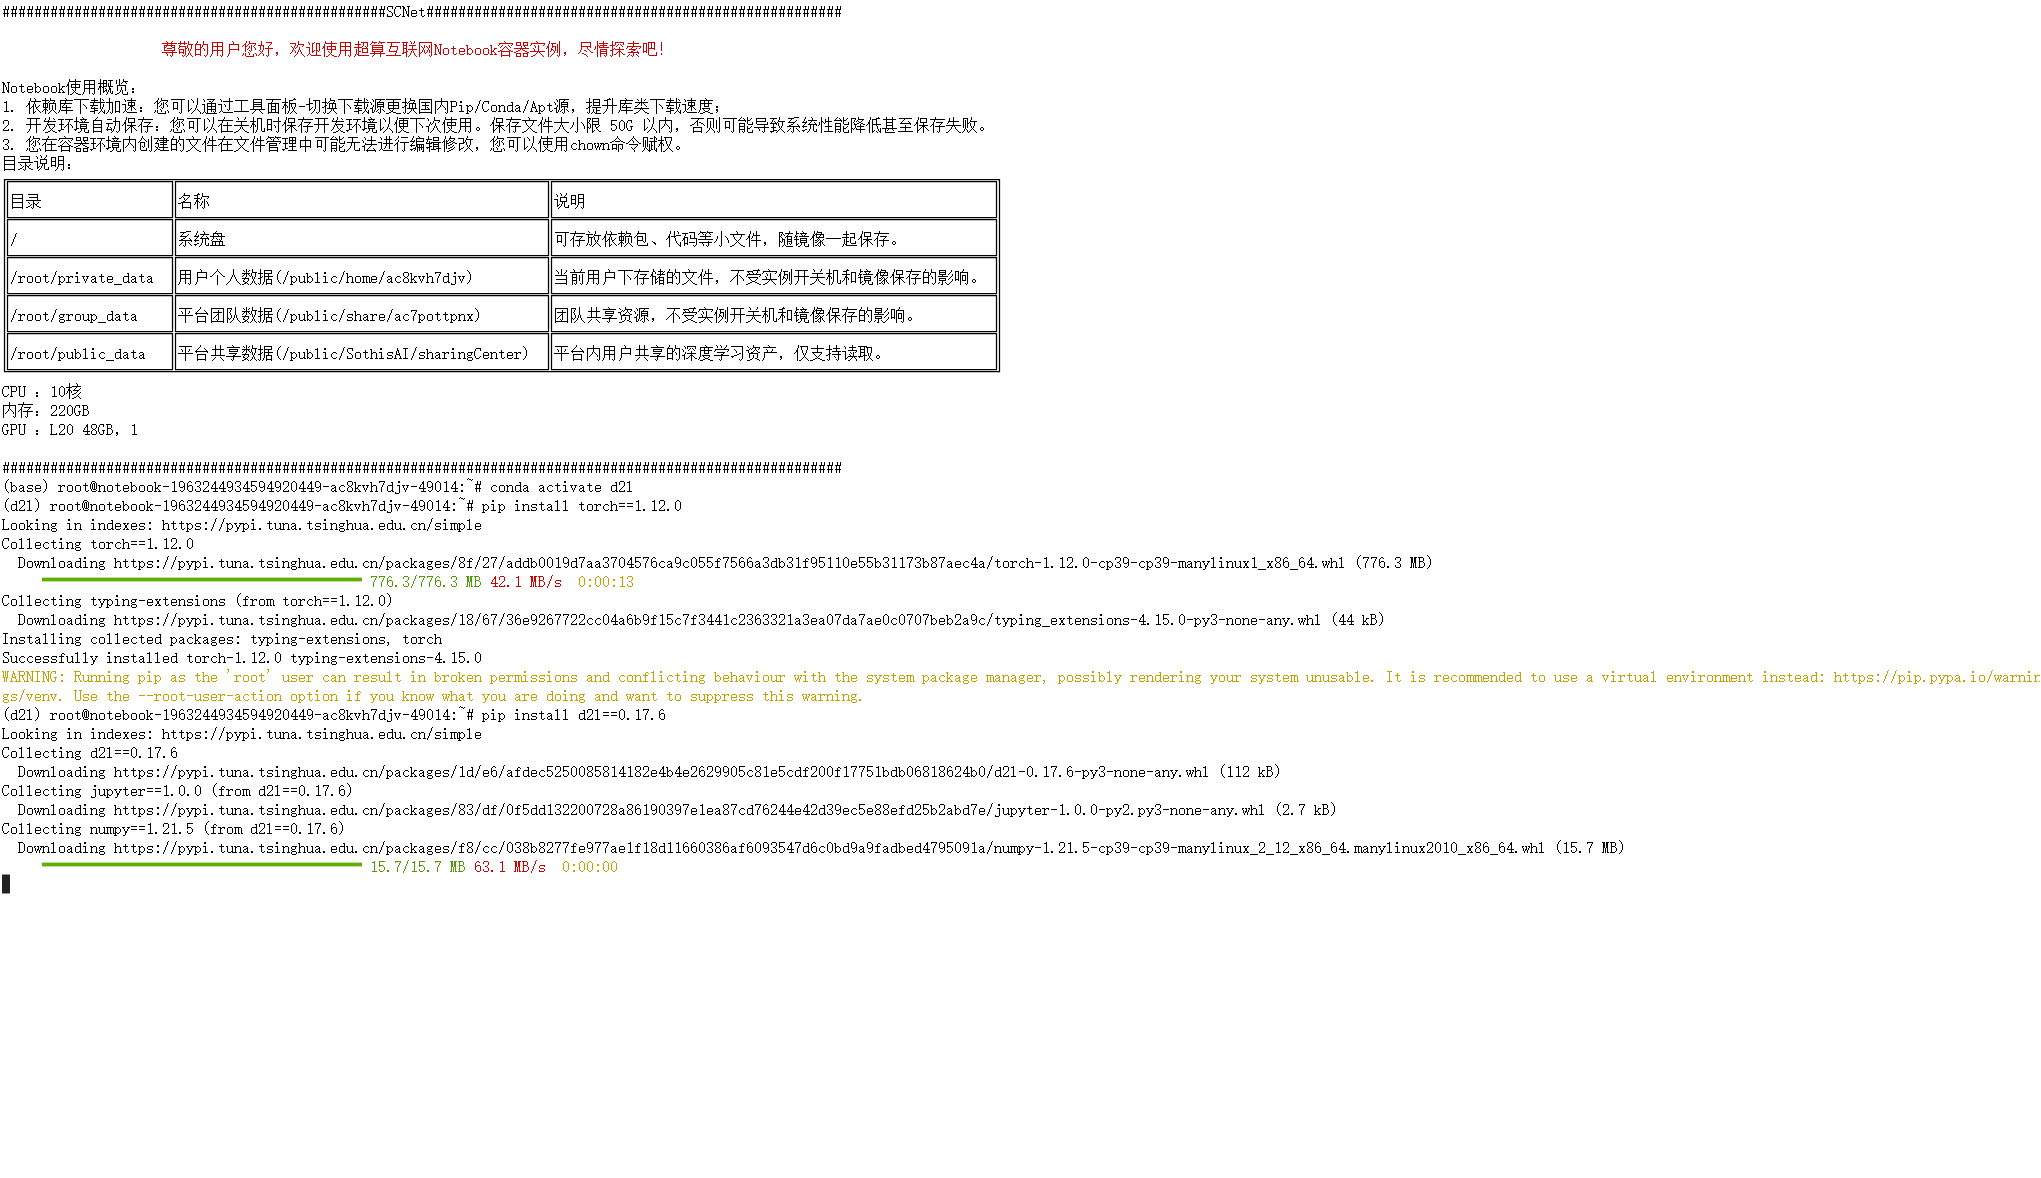 ################################################SCNet####################################################
尊敬的用户您好，欢迎使用超算互联网Notebook容器实例，尽情探索吧！
Notebook使用概览：
1. 依赖库下载加速：您可以通过工具面板-切换下载源更换国内Pip/Conda/Apt源，提升库类下载速度；
2. 开发环境自动保存：您可以在关机时保存开发环境以便下次使用。保存文件大小限 50G 以内，否则可能导致系统性能降低甚至保存失败。
3. 您在容器环境内创建的文件在文件管理中可能无法进行编辑修改，您可以使用chown命令赋权。
目录说明：
目录 名称 说明
/ 系统盘 可存放依赖包、代码等小文件，随镜像一起保存。
/root/private_data 用户个人数据(/public/home/ac8kvh7djv) 当前用户下存储的文件，不受实例开关机和镜像保存的影响。
/root/group_data 平台团队数据(/public/share/ac7pottpnx) 团队共享资源，不受实例开关机和镜像保存的影响。
/root/public_data 平台共享数据(/public/SothisAI/sharingCenter) 平台内用户共享的深度学习资产，仅支持读取。
CPU ：10核
内存：220GB
GPU ：L20 48GB，1
#########################################################################################################
(base) root@notebook-1963244934594920449-ac8kvh7djv-49014:~# conda activate d2l
(d2l) root@notebook-1963244934594920449-ac8kvh7djv-49014:~# pip install torch==1.12.0
Looking in indexes: https://pypi.tuna.tsinghua.edu.cn/simple
Collecting torch==1.12.0
Downloading https://pypi.tuna.tsinghua.edu.cn/packages/8f/27/addb0019d7aa3704576ca9c055f7566a3db31f95110e55b31173b87aec4a/torch-1.12.0-cp39-cp39-manylinux1_x86_64.whl (776.3 MB)
776.3/776.3 MB 42.1 MB/s 0:00:13
Collecting typing-extensions (from torch==1.12.0)
Downloading https://pypi.tuna.tsinghua.edu.cn/packages/18/67/36e9267722cc04a6b9f15c7f3441c2363321a3ea07da7ae0c0707beb2a9c/typing_extensions-4.15.0-py3-none-any.whl (44 kB)
Installing collected packages: typing-extensions, torch
Successfully installed torch-1.12.0 typing-extensions-4.15.0
WARNING: Running pip as the 'root' user can result in broken permissions and conflicting behaviour with the system package manager, possibly rendering your system unusable. It is recommended to use a virtual environment instead: https://pip.pypa.io/warnin
gs/venv. Use the --root-user-action option if you know what you are doing and want to suppress this warning.
(d2l) root@notebook-1963244934594920449-ac8kvh7djv-49014:~# pip install d2l==0.17.6
Looking in indexes: https://pypi.tuna.tsinghua.edu.cn/simple
Collecting d2l==0.17.6
Downloading https://pypi.tuna.tsinghua.edu.cn/packages/1d/e6/afdec5250085814182e4b4e2629905c81e5cdf200f17751bdb06818624b0/d2l-0.17.6-py3-none-any.whl (112 kB)
Collecting jupyter==1.0.0 (from d2l==0.17.6)
Downloading https://pypi.tuna.tsinghua.edu.cn/packages/83/df/0f5dd132200728a86190397e1ea87cd76244e42d39ec5e88efd25b2abd7e/jupyter-1.0.0-py2.py3-none-any.whl (2.7 kB)
Collecting numpy==1.21.5 (from d2l==0.17.6)
Downloading https://pypi.tuna.tsinghua.edu.cn/packages/f8/cc/038b8277fe977ae1f18d11660386af6093547d6c0bd9a9fadbed4795091a/numpy-1.21.5-cp39-cp39-manylinux_2_12_x86_64.manylinux2010_x86_64.whl (15.7 MB)
15.7/15.7 MB 63.1 MB/s 0:00:00